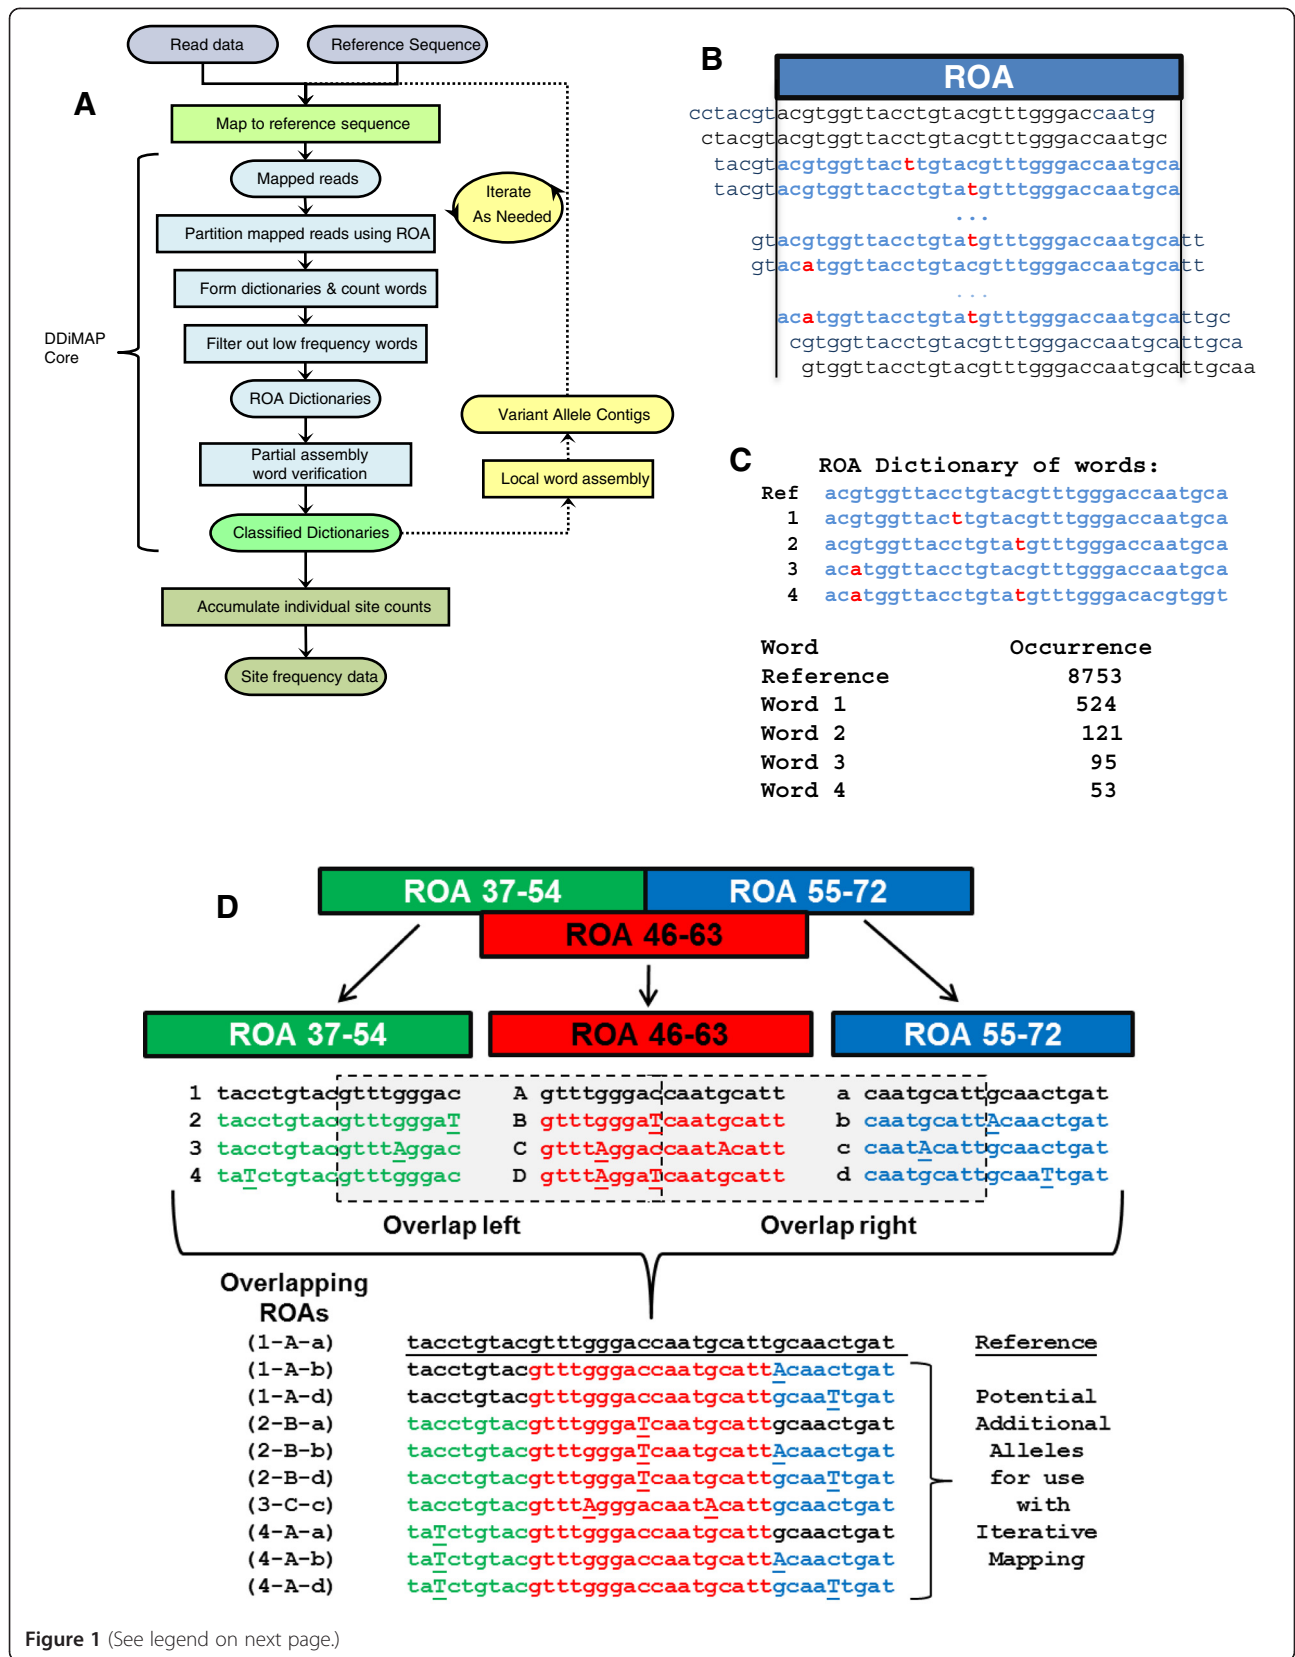 A
Read data
Reference Sequence
Map to reference sequence
Mapped reads
Partition mapped reads using ROA
Form dictionaries & count words
Filter out low frequency words
ROA Dictionaries
Partial assembly
word verification
Classified Dictionaries
Accumulate individual site counts
Site frequency data
DDiMAP
Core
Iterate
As Needed
Variant Allele Contigs
Local word assembly
B
ROA
cctacgtacgtggttacctgtacgtttgggaccaatg
ctacgtacgtggttacctgtacgtttgggaccaatgc
tacgtacgtggttacttgtacgtttgggaccaatgca
tacgtacgtggttacctgtatgtttgggaccaatgca
...
gtacgtggttacctgtatgtttgggaccaatgcatt
gtacatggttacctgtacgtttgggaccaatgcatt
...
acatggttacctgtatgtttgggaccaatgcattgc
cgtggttacctgtacgtttgggaccaatgcattgca
gtggttacctgtacgtttgggaccaatgcattgcaa
C
ROA Dictionary of words:
Ref acgtggttacctgtacgtttgggaccaatgca
1 acgtggttacttgtacgtttgggaccaatgca
2 acgtggttacctgtatgtttgggaccaatgca
3 acatggttacctgtacgtttgggaccaatgca
4 acatggttacctgtatgtttgggacacgtggt
Word Occurrence
Reference 8753
Word 1 524
Word 2 121
Word 3 95
Word 4 53
D
ROA 37-54 ROA 55-72
ROA 46-63
ROA 37-54 ROA 46-63 ROA 55-72
1 tacctgtacgtttgggac A gtttgggaccaatgcatt a caatgcattgcaactgat
2 tacctgtacgtttgggaT B gtttgggaTcaatgcatt b caatgcattAcaactgat
3 tacctgtacgtttAggac C gtttAggaccaatAcatt c caatAcattgcaactgat
4 taTctgtacgtttgggac D gtttAggaTcaatgcatt d caatgcattgcaaTtgat
Overlap left Overlap right
Overlapping
ROAs
(1-A-a) tacctgtacgtttgggaccaatgcattgcaactgat Reference
(1-A-b) tacctgtacgtttgggaccaatgcattAcaactgat
(1-A-d) tacctgtacgtttgggaccaatgcattgcaaTtgat Potential
(2-B-a) tacctgtacgtttgggaTcaatgcattgcaactgat Additional
(2-B-b) tacctgtacgtttgggaTcaatgcattAcaactgat Alleles
(2-B-d) tacctgtacgtttgggaTcaatgcattgcaaTtgat for use
(3-C-c) tacctgtacgtttAgggacaatAcattgcaactgat with
(4-A-a) taTctgtacgtttgggaccaatgcattgcaactgat Iterative
(4-A-b) taTctgtacgtttgggaccaatgcattAcaactgat Mapping
(4-A-d) taTctgtacgtttgggaccaatgcattgcaaTtgat
Figure 1 (See legend on next page.)